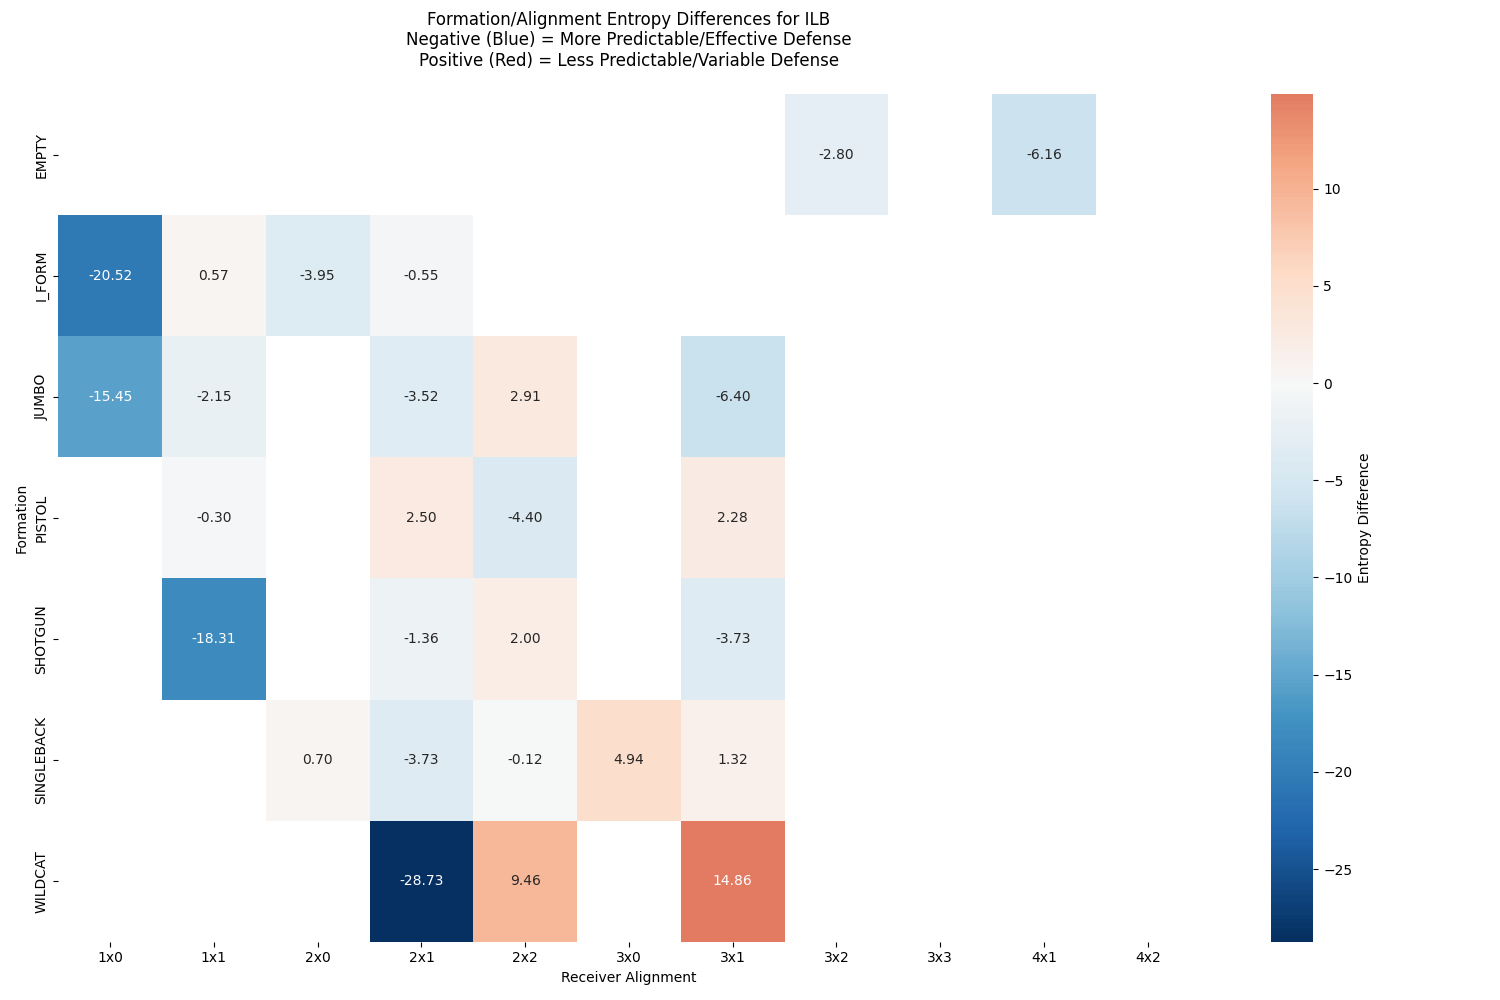 Formation/Alignment Entropy Differences for ILB
Negative (Blue) = More Predictable/Effective Defense
Positive (Red) = Less Predictable/Variable Defense
Formation
EMPTY
-2.80
-6.16
I_FORM
-20.52
0.57
-3.95
-0.55
JUMBO
-15.45
-2.15
-3.52
2.91
-6.40
PISTOL
-0.30
2.50
-4.40
2.28
SHOTGUN
-18.31
-1.36
2.00
-3.73
SINGLEBACK
0.70
-3.73
-0.12
4.94
1.32
WILDCAT
-28.73
9.46
14.86
1x0
1x1
2x0
2x1
2x2
3x0
3x1
3x2
3x3
4x1
4x2
Receiver Alignment
10
5
0
−5
−10
−15
−20
−25
Entropy Difference